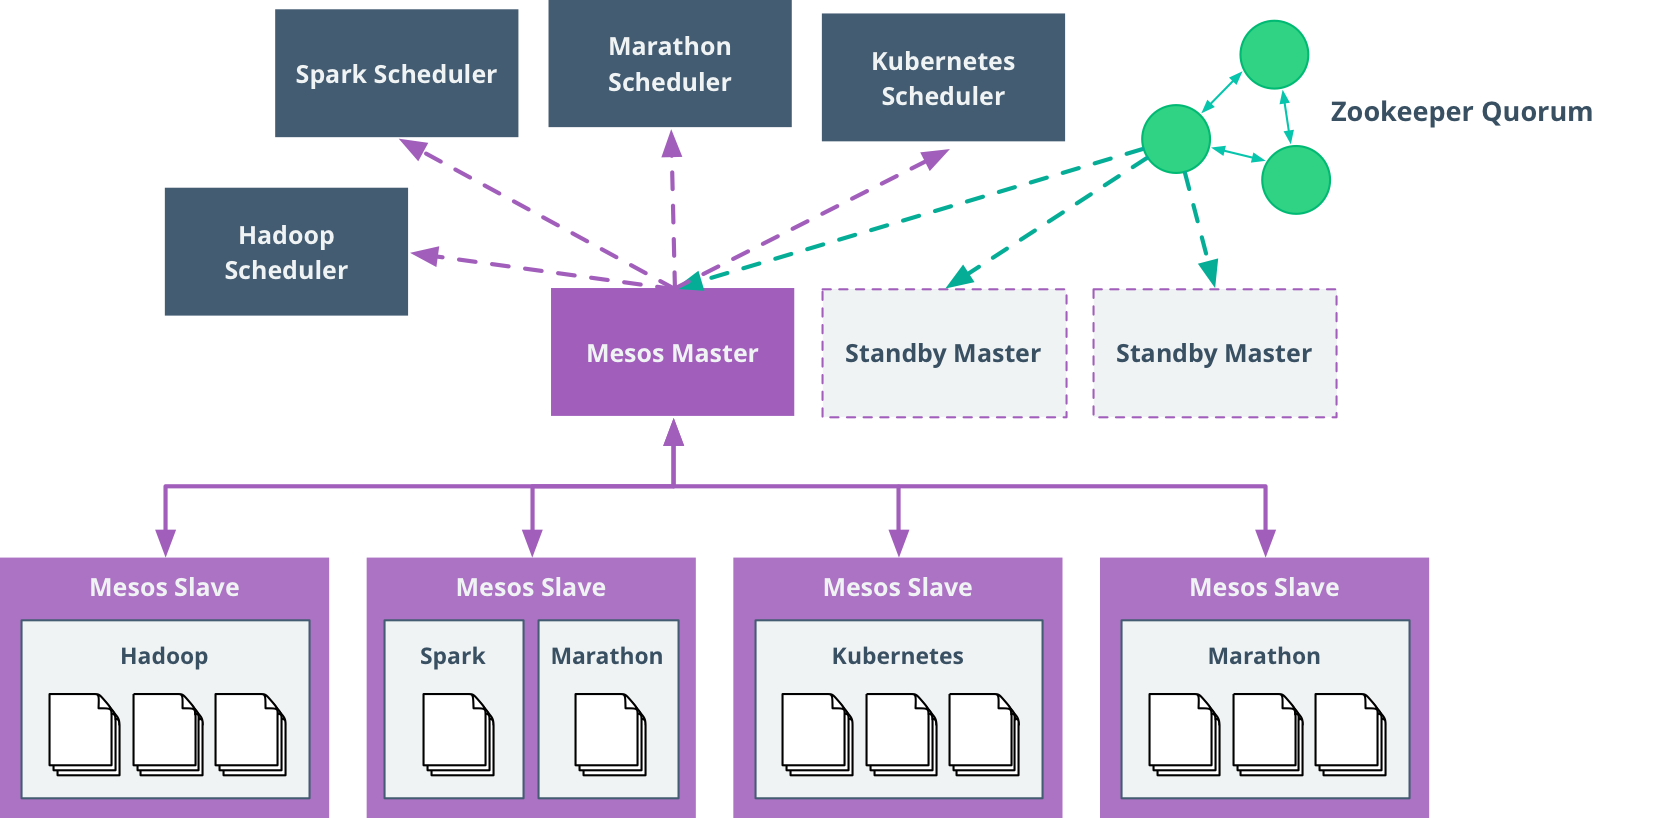 Spark Scheduler
Marathon
Scheduler
Kubernetes
Scheduler
Zookeeper Quorum
Hadoop
Scheduler
Mesos Master
Standby Master
Standby Master
Mesos Slave
Hadoop
Mesos Slave
Spark
Marathon
Mesos Slave
Kubernetes
Mesos Slave
Marathon